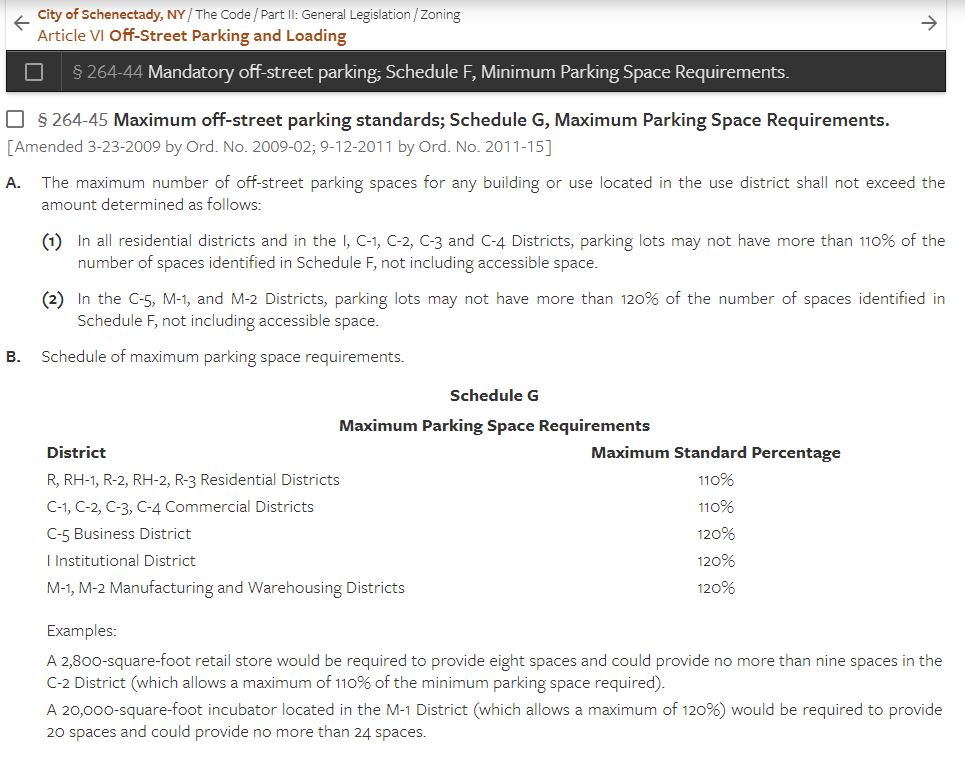 City of Schenectady, NY / The Code / Part II: General Legislation / Zoning
Article VI Off-Street Parking and Loading
§ 264-44 Mandatory off-street parking; Schedule F, Minimum Parking Space Requirements.
§ 264-45 Maximum off-street parking standards; Schedule G, Maximum Parking Space Requirements.
[Amended 3-23-2009 by Ord. No. 2009-02; 9-12-2011 by Ord. No. 2011-15]
A. The maximum number of off-street parking spaces for any building or use located in the use district shall not exceed the
amount determined as follows:
(1) In all residential districts and in the I, C-1, C-2, C-3 and C-4 Districts, parking lots may not have more than 110% of the
number of spaces identified in Schedule F, not including accessible space.
(2) In the C-5, M-1, and M-2 Districts, parking lots may not have more than 120% of the number of spaces identified in
Schedule F, not including accessible space.
B. Schedule of maximum parking space requirements.
Schedule G
Maximum Parking Space Requirements
District Maximum Standard Percentage
R, RH-1, R-2, RH-2, R-3 Residential Districts 110%
C-1, C-2, C-3, C-4 Commercial Districts 110%
C-5 Business District 120%
I Institutional District 120%
M-1, M-2 Manufacturing and Warehousing Districts 120%
Examples:
A 2,800-square-foot retail store would be required to provide eight spaces and could provide no more than nine spaces in the
C-2 District (which allows a maximum of 110% of the minimum parking space required).
A 20,000-square-foot incubator located in the M-1 District (which allows a maximum of 120%) would be required to provide
20 spaces and could provide no more than 24 spaces.